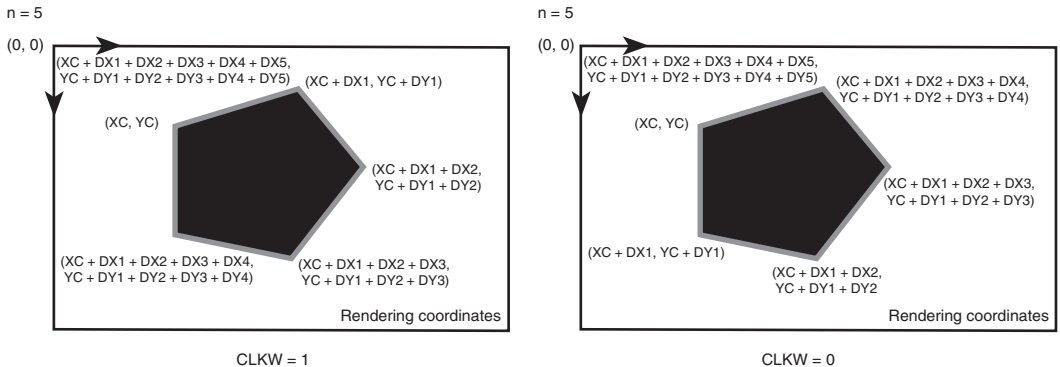 n = 5
(0, 0)
(XC + DX1 + DX2 + DX3 + DX4 + DX5,
YC + DY1 + DY2 + DY3 + DY4 + DY5)
(XC + DX1, YC + DY1)
(XC, YC)
(XC + DX1 + DX2,
YC + DY1 + DY2)
(XC + DX1 + DX2 + DX3 + DX4,
YC + DY1 + DY2 + DY3 + DY4)
(XC + DX1 + DX2 + DX3,
YC + DY1 + DY2 + DY3)
Rendering coordinates
CLKW = 1
n = 5
(0, 0)
(XC + DX1 + DX2 + DX3 + DX4 + DX5,
YC + DY1 + DY2 + DY3 + DY4 + DY5)
(XC + DX1 + DX2 + DX3 + DX4,
YC + DY1 + DY2 + DY3 + DY4)
(XC, YC)
(XC + DX1 + DX2 + DX3,
YC + DY1 + DY2 + DY3)
(XC + DX1, YC + DY1)
(XC + DX1 + DX2,
YC + DY1 + DY2
Rendering coordinates
CLKW = 0